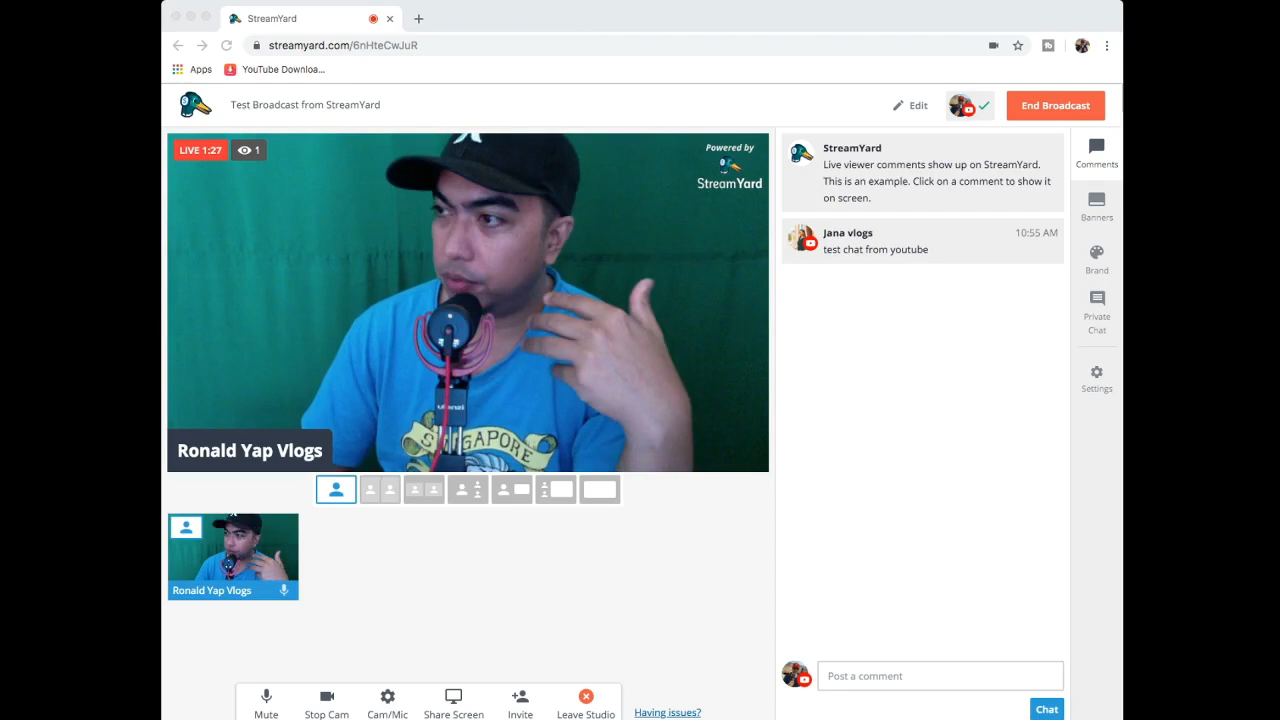 StreamYard
streamyard.com/6nHteCwJuR
Apps
YouTube Downloa...
Test Broadcast from StreamYard
Edit
End Broadcast
LIVE 1:27
1
Powered by
StreamYard
SINGAPORE
ulanzi
Ronald Yap Vlogs
StreamYard
Live viewer comments show up on StreamYard.
This is an example. Click on a comment to show it
on screen.
Jana vlogs
10:55 AM
test chat from youtube
Comments
Banners
Brand
Private
Chat
Settings
Ronald Yap Vlogs
Post a comment
Chat
Mute
Stop Cam
Cam/Mic
Share Screen
Invite
Leave Studio
Having issues?